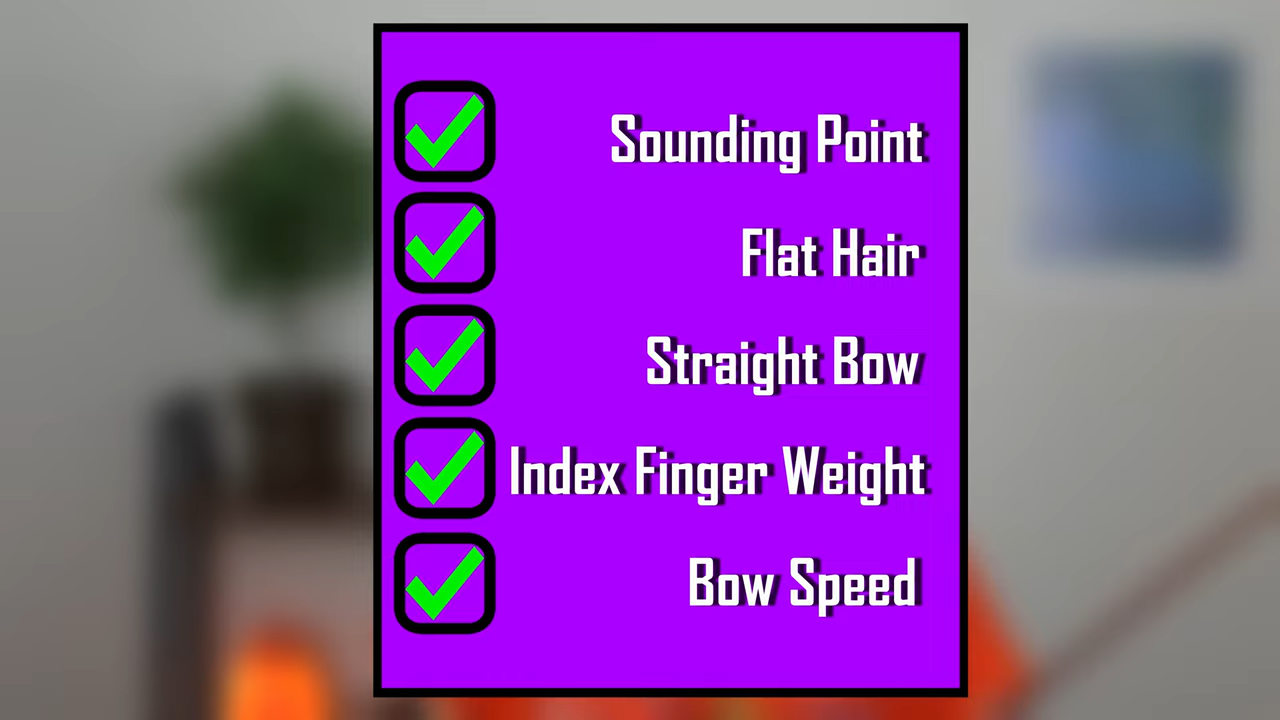 Sounding Point
Flat Hair
Straight Bow
Index Finger Weight
Bow Speed